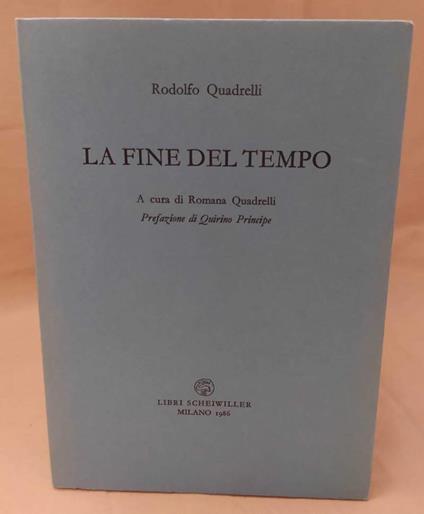 Rodolfo Quadrelli
LA FINE DEL TEMPO
A cura di Romana Quadrelli
Prefazione di Quirino Principe
LIBRI SCHEIWILLER
MILANO 1986